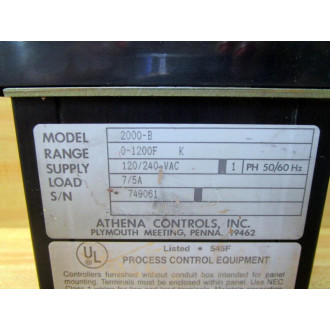 MODEL 2000-B
RANGE 0-1200F K
SUPPLY 120/240-VAC 1 PH 50/60 Hz
LOAD 7/5A
S/N 749061
ATHENA CONTROLS, INC.
PLYMOUTH MEETING, PENNA. 19462
UL Listed 545F
PROCESS CONTROL EQUIPMENT
Controllers furnished without conduit box intended for panel
mounting. Terminals must be enclosed within panel. Use NEC